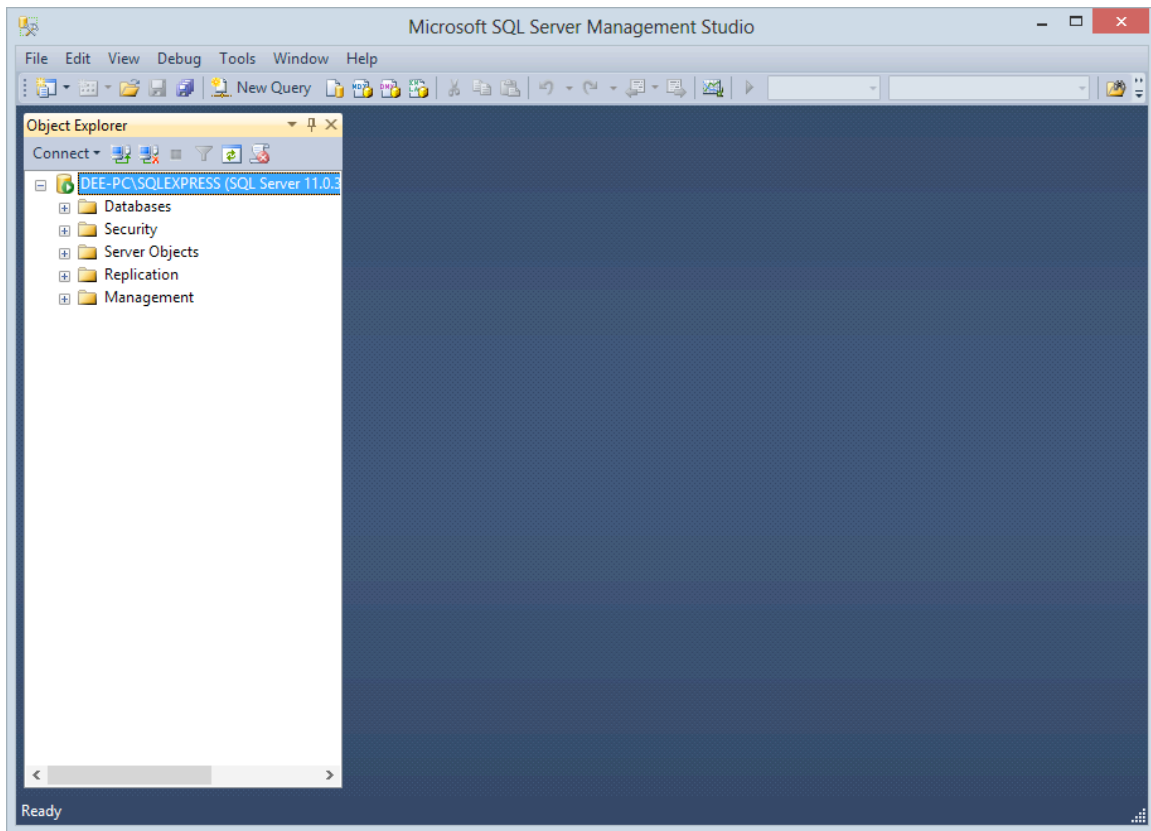 Microsoft SQL Server Management Studio
File Edit View Debug Tools Window Help
New Query
Object Explorer
Connect
DEE-PC\SQLEXPRESS (SQL Server 11.0.3
Databases
Security
Server Objects
Replication
Management
Ready